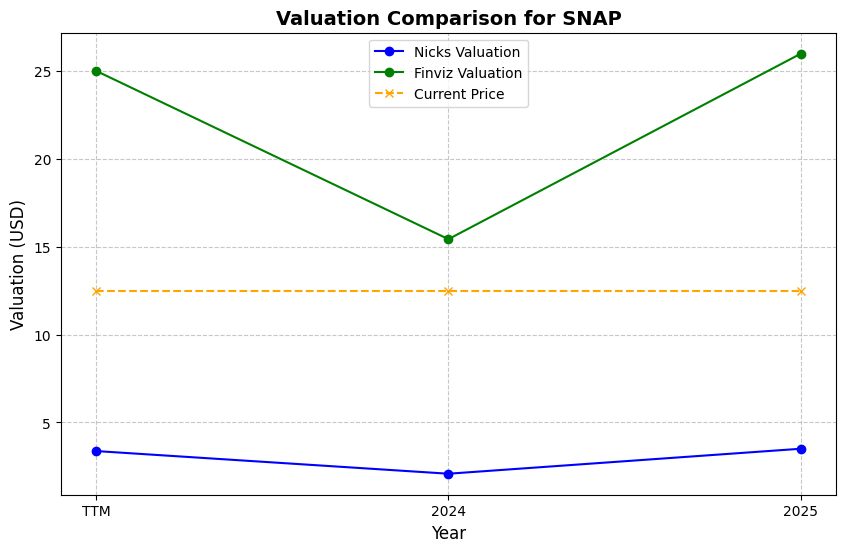 Valuation Comparison for SNAP
Nicks Valuation
Finviz Valuation
Current Price
Valuation (USD)
25
20
15
10
5
TTM
2024
2025
Year